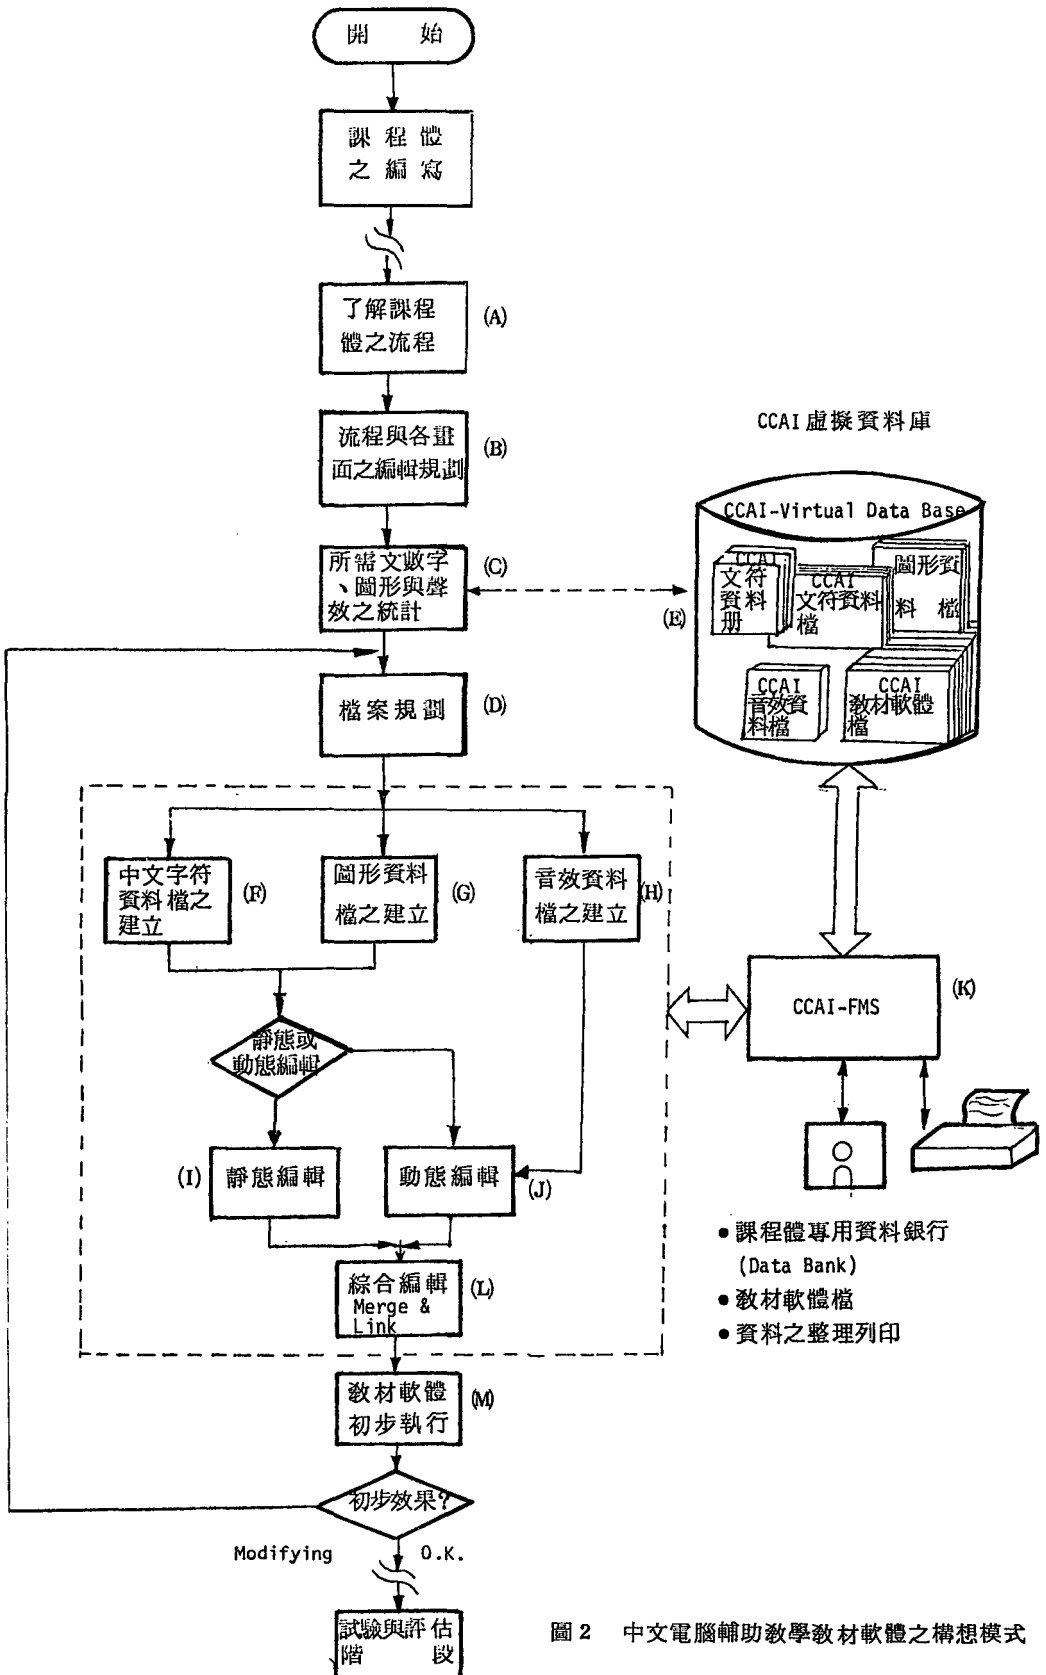 開 始
課程體
之編寫
了解課程
體之流程
(A)
流程與各畫
面之編輯規劃
(B)
所需文數字
、圖形與聲
效之統計
(C)
(E)
檔案規劃
(D)
CCAI 虛擬資料庫
CCAI-Virtual Data Base
CCAI
文符
資料
册
CCAI
文符資料
檔
圖形資
料 檔
CCAI
音效資
料檔
CCAI
教材軟體
檔
中文字符
資料檔之
建立
(F)
圖形資料
檔之建立
(G)
音效資料
檔之建立
(H)
CCAI-FMS
(K)
靜態或
動態編輯
(I)
靜態編輯
動態編輯
(J)
綜合編輯
Merge &
Link
(L)
● 課程體專用資料銀行
(Data Bank)
● 教材軟體檔
● 資料之整理列印
教材軟體
初步執行
(M)
初步效果?
Modifying
O.K.
試驗與評估
階 段
圖 2 中文電腦輔助教學教材軟體之構想模式